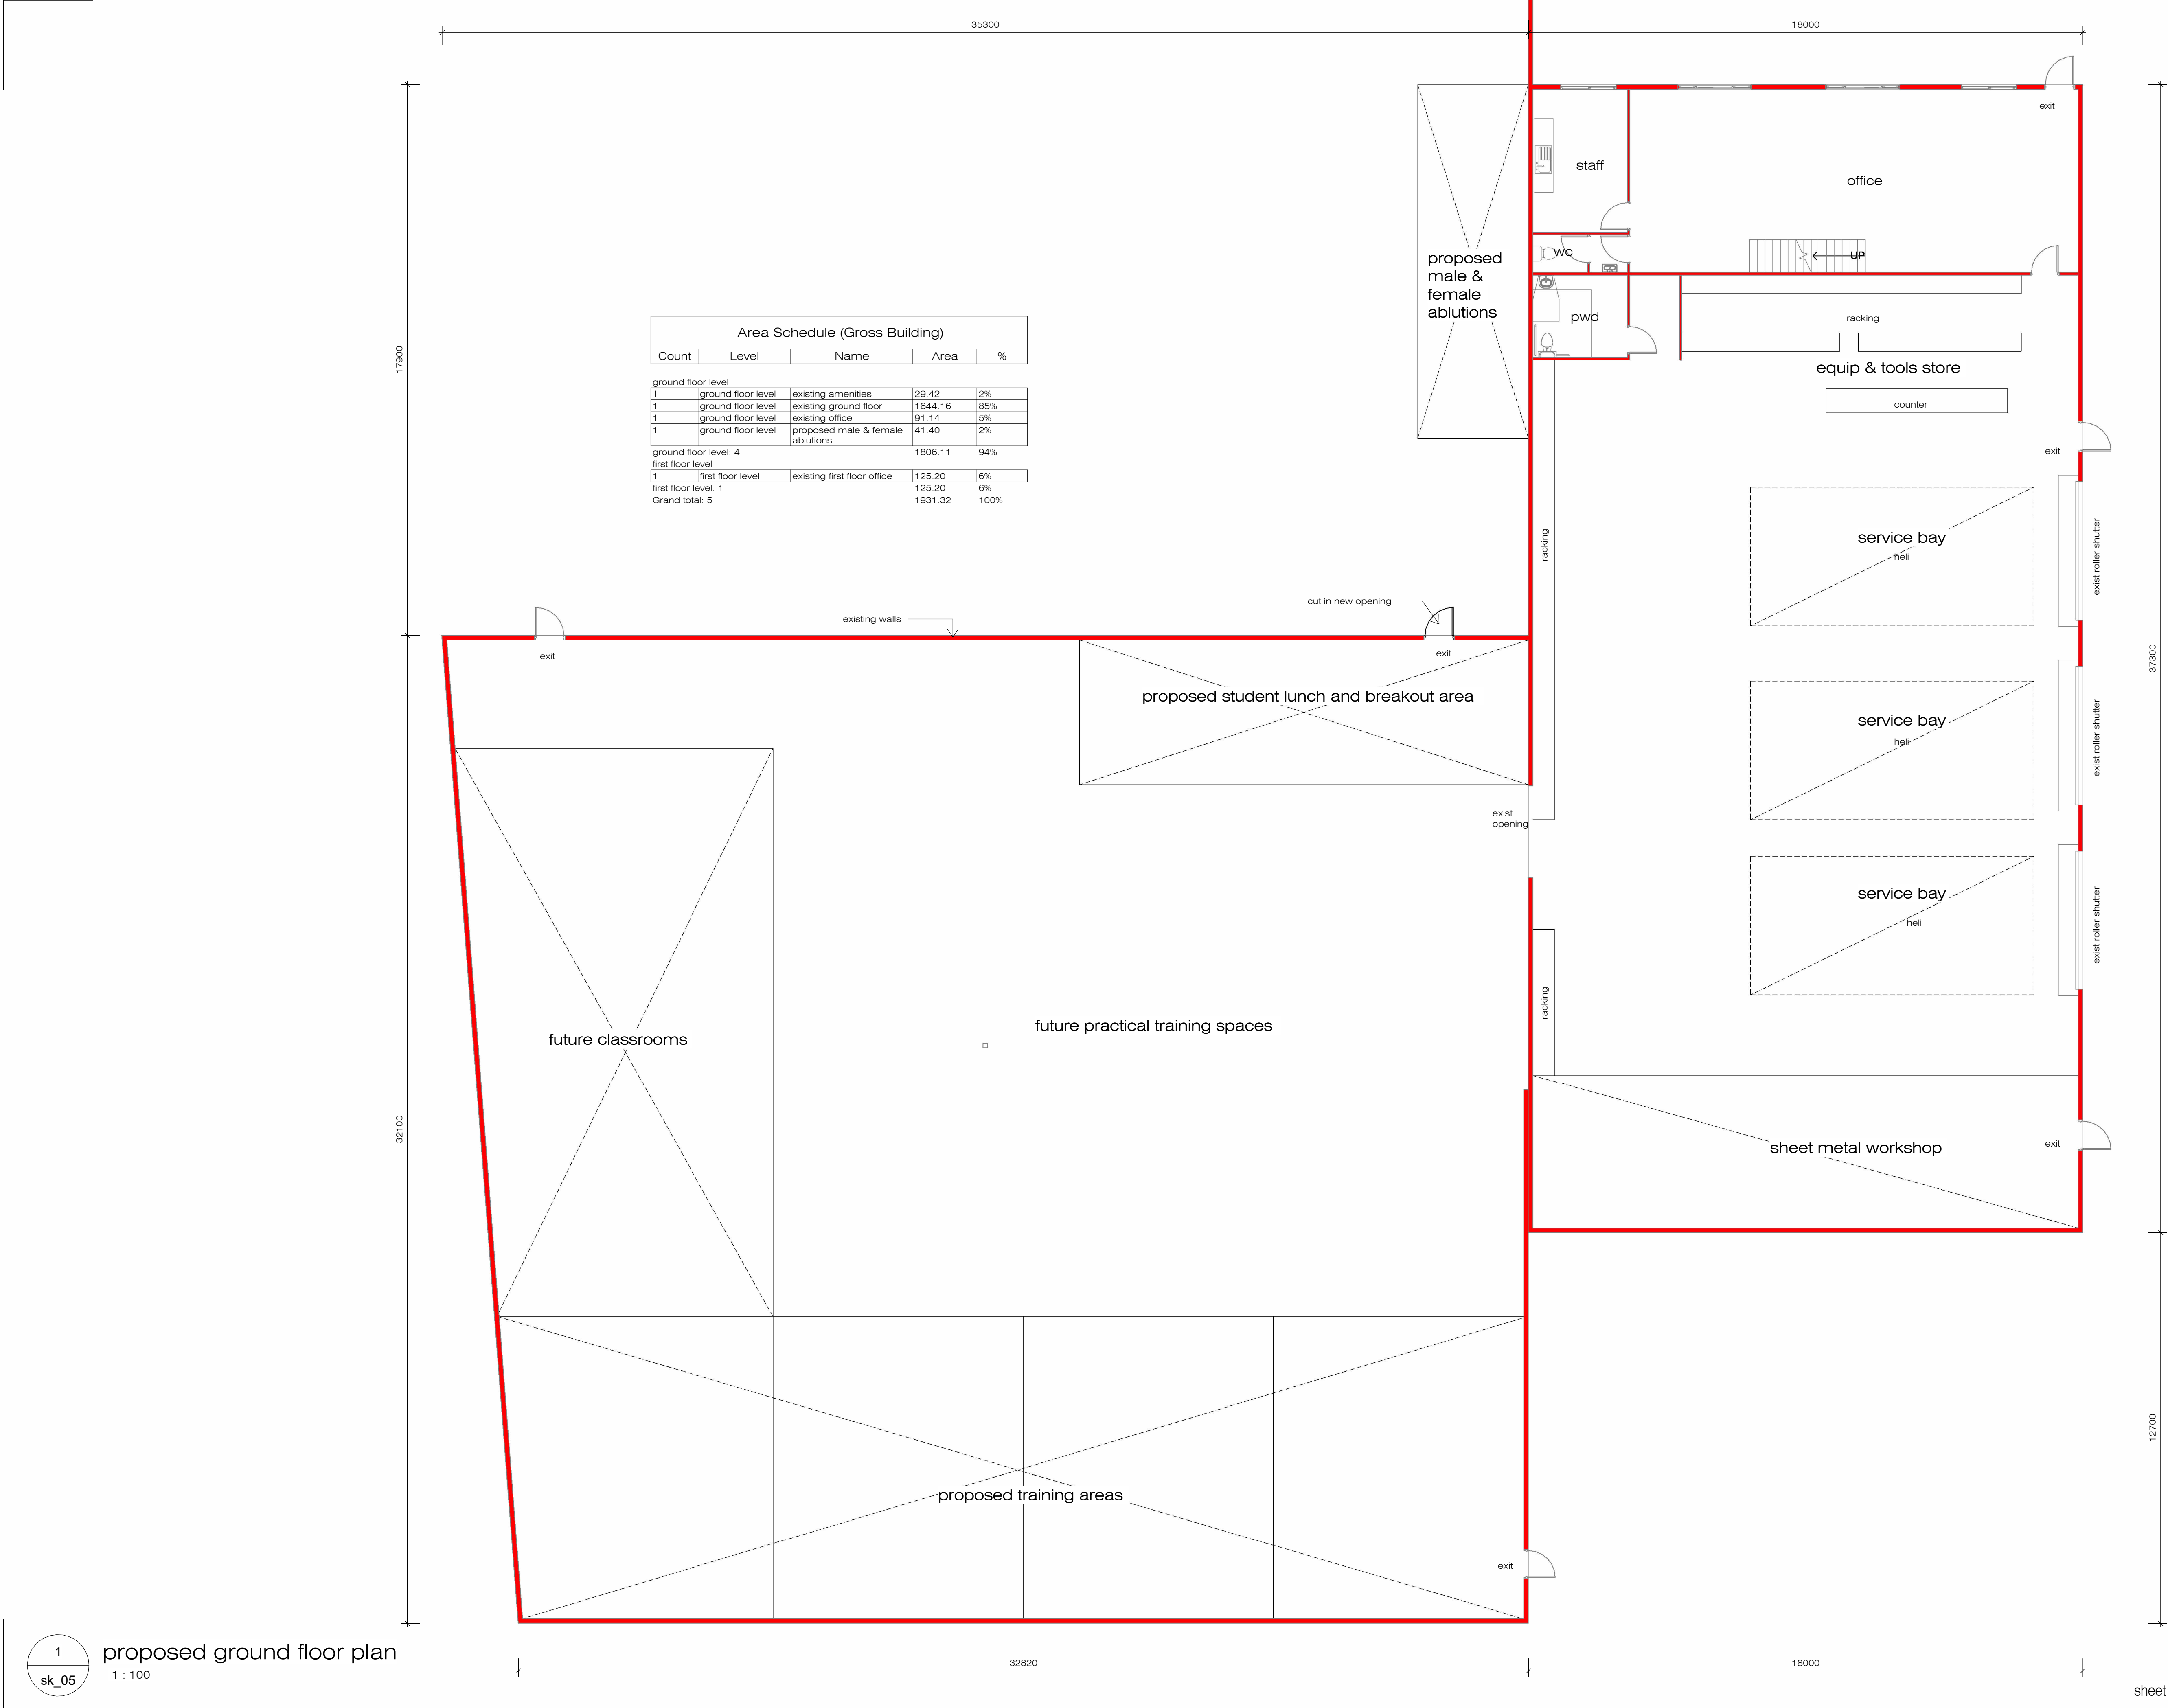 35300
18000
exit
staff
office
WC
UP
proposed
male &
female
ablutions
pwd
racking
equip & tools store
counter
17900
Area Schedule (Gross Building)
Count Level Name Area %
ground floor level
1 ground floor level existing amenities 29.42 2%
1 ground floor level existing ground floor 1644.16 85%
1 ground floor level existing office 91.14 5%
1 ground floor level proposed male & female 41.40 2%
ablutions
ground floor level: 4 1806.11 94%
first floor level
1 first floor level existing first floor office 125.20 6%
first floor level: 1 125.20 6%
Grand total: 5 1931.32 100%
exit
racking
service bay
heli
exist roller shutter
cut in new opening
existing walls
exit
exit
37300
proposed student lunch and breakout area
service bay
heli
exist roller shutter
exist
opening
service bay
heli
exist roller shutter
racking
future classrooms
future practical training spaces
32100
sheet metal workshop
exit
12700
proposed training areas
exit
1
sk_05
proposed ground floor plan
1 : 100
32820
18000
sheet